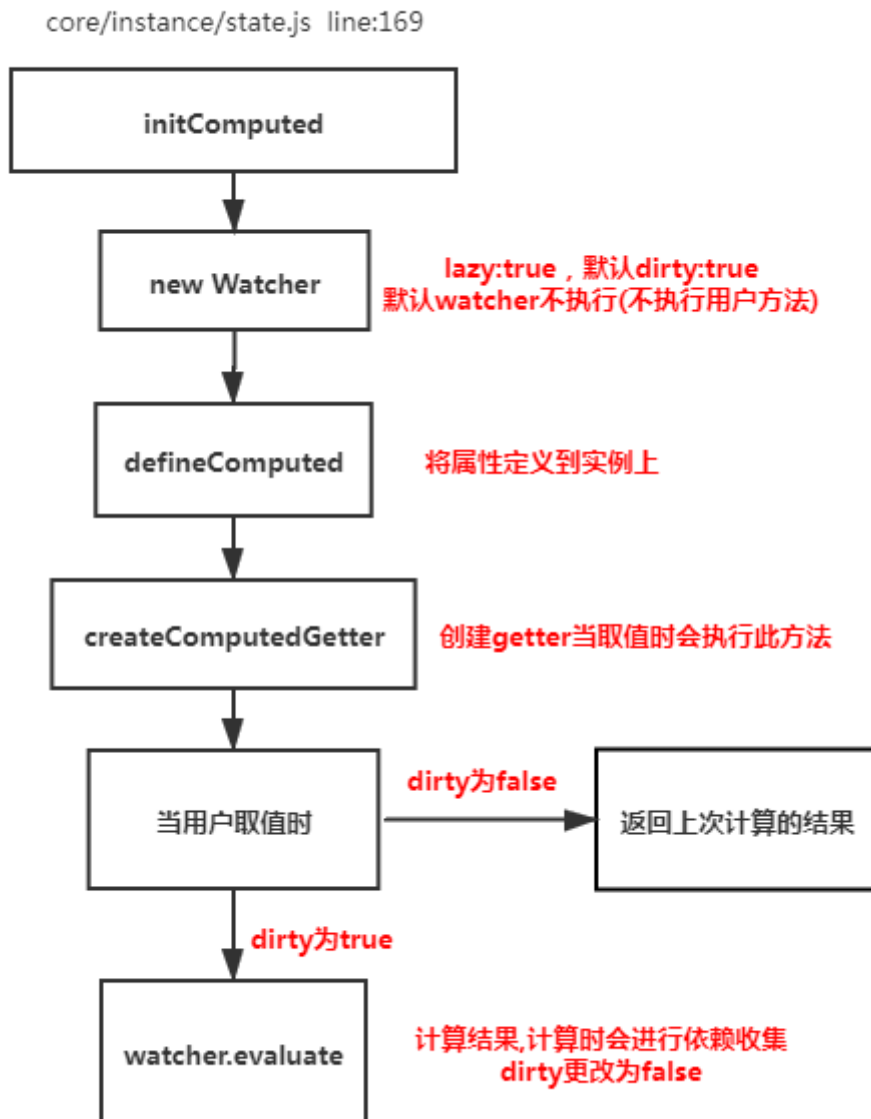 core/instance/state.js line:169
initComputed
new Watcher
lazy:true，默认dirty:true
默认watcher不执行(不执行用户方法)
defineComputed
将属性定义到实例上
createComputedGetter
创建getter当取值时会执行此方法
当用户取值时
dirty为false
返回上次计算的结果
dirty为true
watcher.evaluate
计算结果,计算时会进行依赖收集
dirty更改为false